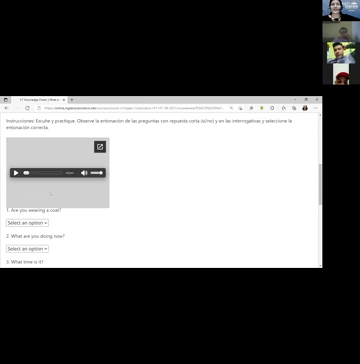 Instrucciones: Escuche y practique. Observe la entonación de las preguntas con repuesta corta (sí/no) y en las interrogativas y seleccione la
entonación correcta.
1. Are you wearing a coat?
Select an option
2. What are you doing now?
Select an option
3. What time is it?